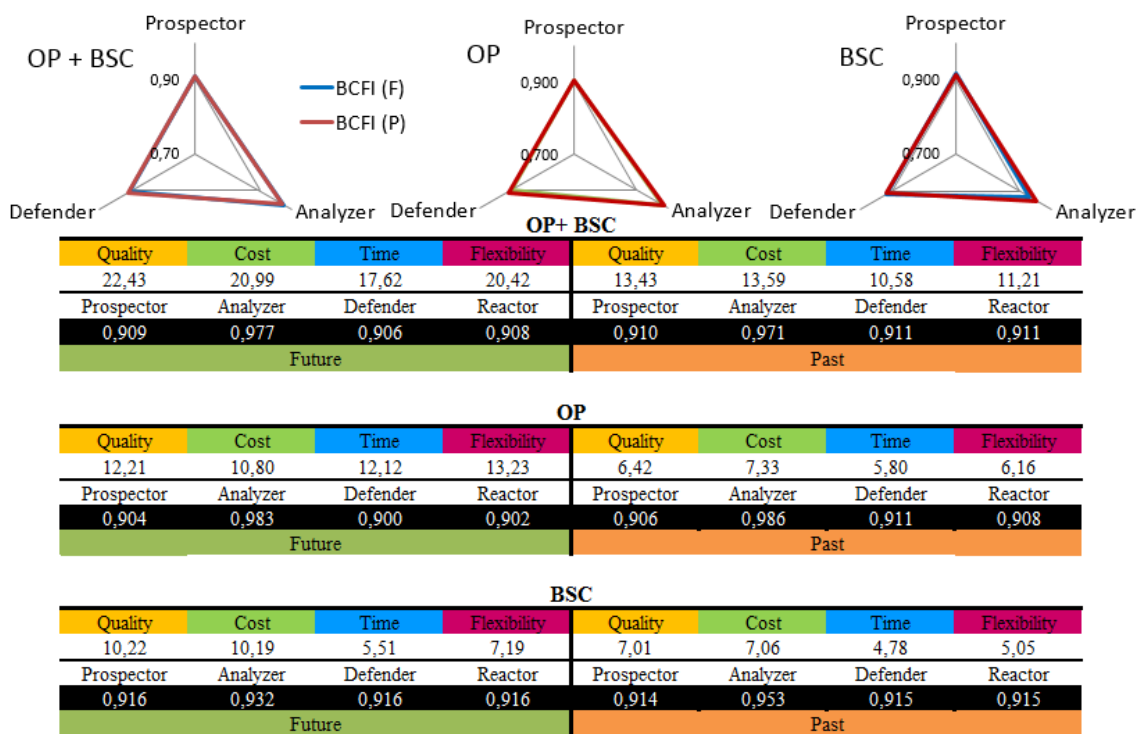 Prospector
OP + BSC
0,90
0,70
Defender
Analyzer
BCFI (F)
BCFI (P)
Prospector
OP
0,900
0,700
Defender
Analyzer
Prospector
BSC
0,900
0,700
Defender
Analyzer
OP+ BSC
Quality Cost Time Flexibility Quality Cost Time Flexibility
22,43 20,99 17,62 20,42 13,43 13,59 10,58 11,21
Prospector Analyzer Defender Reactor Prospector Analyzer Defender Reactor
0,909 0,977 0,906 0,908 0,910 0,971 0,911 0,911
Future Past
OP
Quality Cost Time Flexibility Quality Cost Time Flexibility
12,21 10,80 12,12 13,23 6,42 7,33 5,80 6,16
Prospector Analyzer Defender Reactor Prospector Analyzer Defender Reactor
0,904 0,983 0,900 0,902 0,906 0,986 0,911 0,908
Future Past
BSC
Quality Cost Time Flexibility Quality Cost Time Flexibility
10,22 10,19 5,51 7,19 7,01 7,06 4,78 5,05
Prospector Analyzer Defender Reactor Prospector Analyzer Defender Reactor
0,916 0,932 0,916 0,916 0,914 0,953 0,915 0,915
Future Past